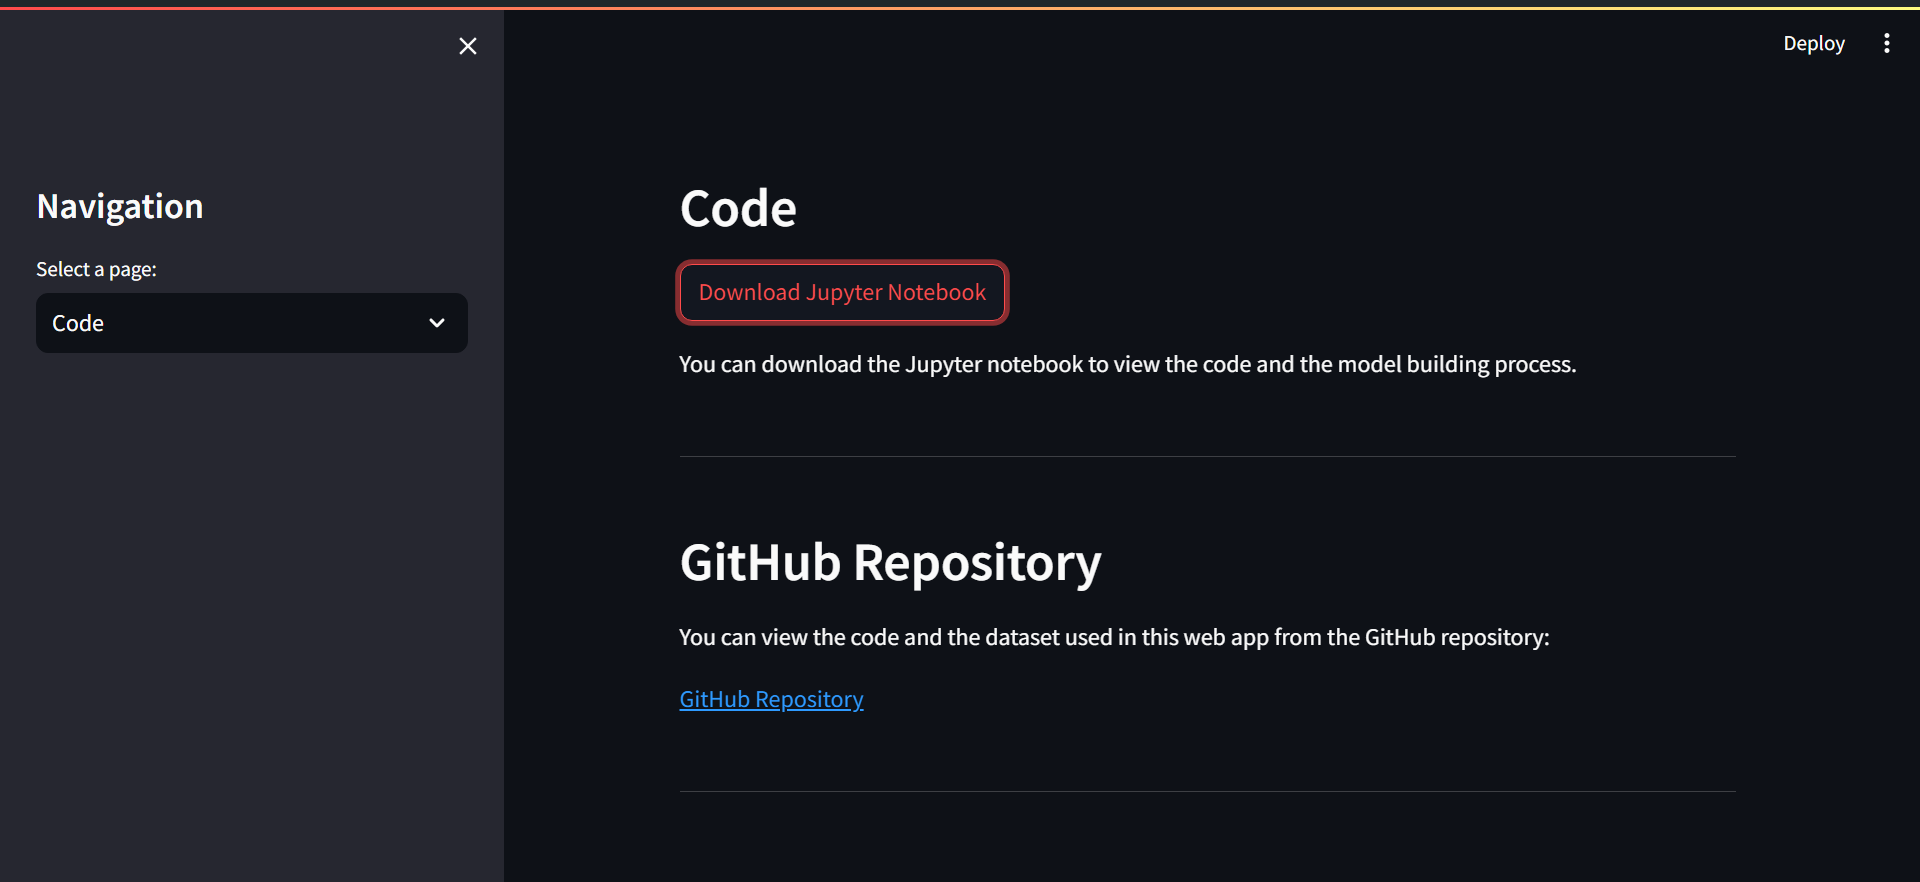 Deploy
Navigation
Select a page:
Code
Code
Download Jupyter Notebook
You can download the Jupyter notebook to view the code and the model building process.
GitHub Repository
You can view the code and the dataset used in this web app from the GitHub repository:
GitHub Repository